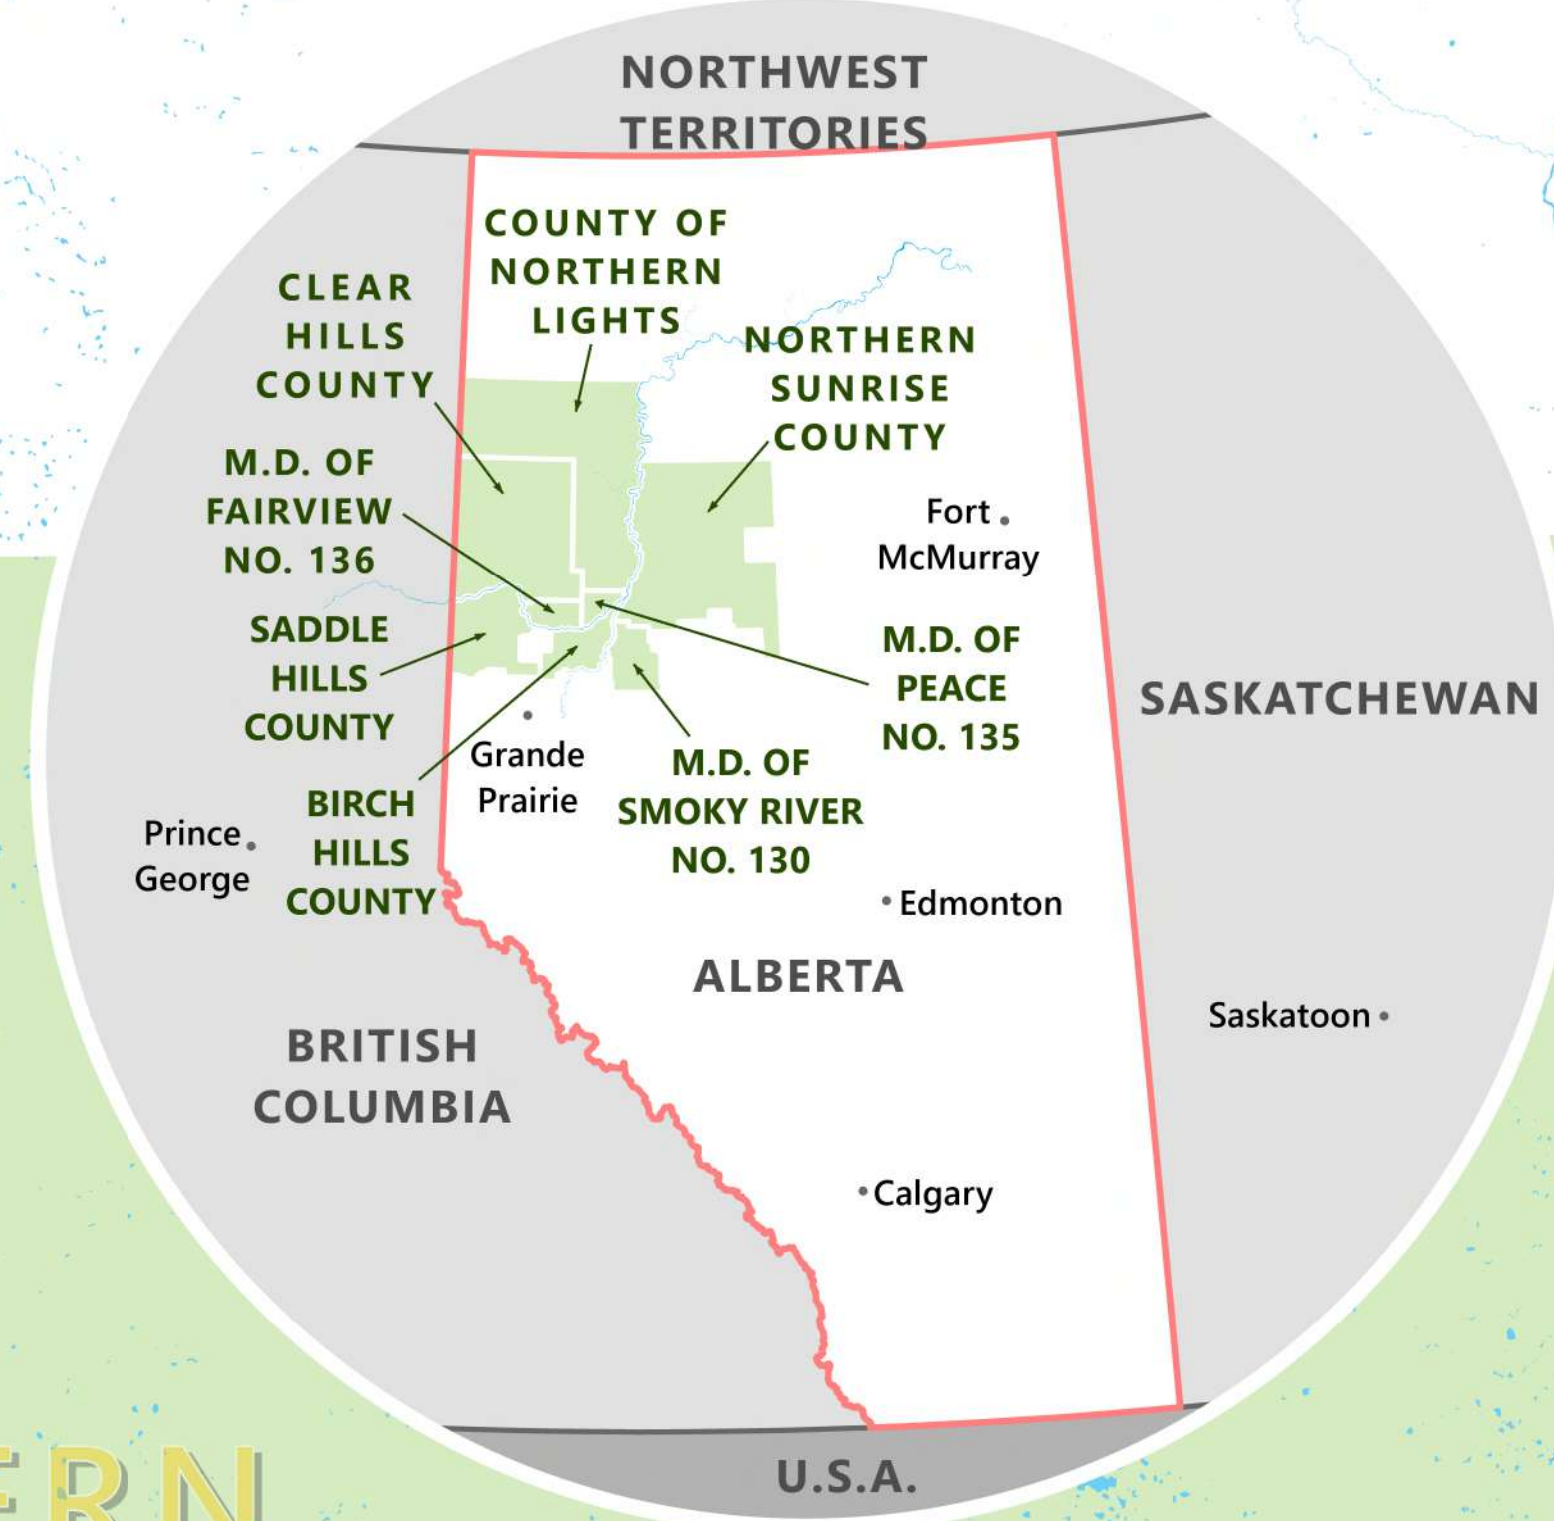 NORTHWEST
TERRITORIES
COUNTY OF
NORTHERN
LIGHTS
CLEAR
HILLS
COUNTY
NORTHERN
SUNRISE
COUNTY
M.D. OF
FAIRVIEW
NO. 136
Fort
McMurray
SADDLE
HILLS
COUNTY
M.D. OF
PEACE
NO. 135
SASKATCHEWAN
Grande
Prairie
M.D. OF
SMOKY RIVER
NO. 130
BIRCH
HILLS
COUNTY
Prince
George
Edmonton
ALBERTA
Saskatoon
BRITISH
COLUMBIA
Calgary
U.S.A.
ERN